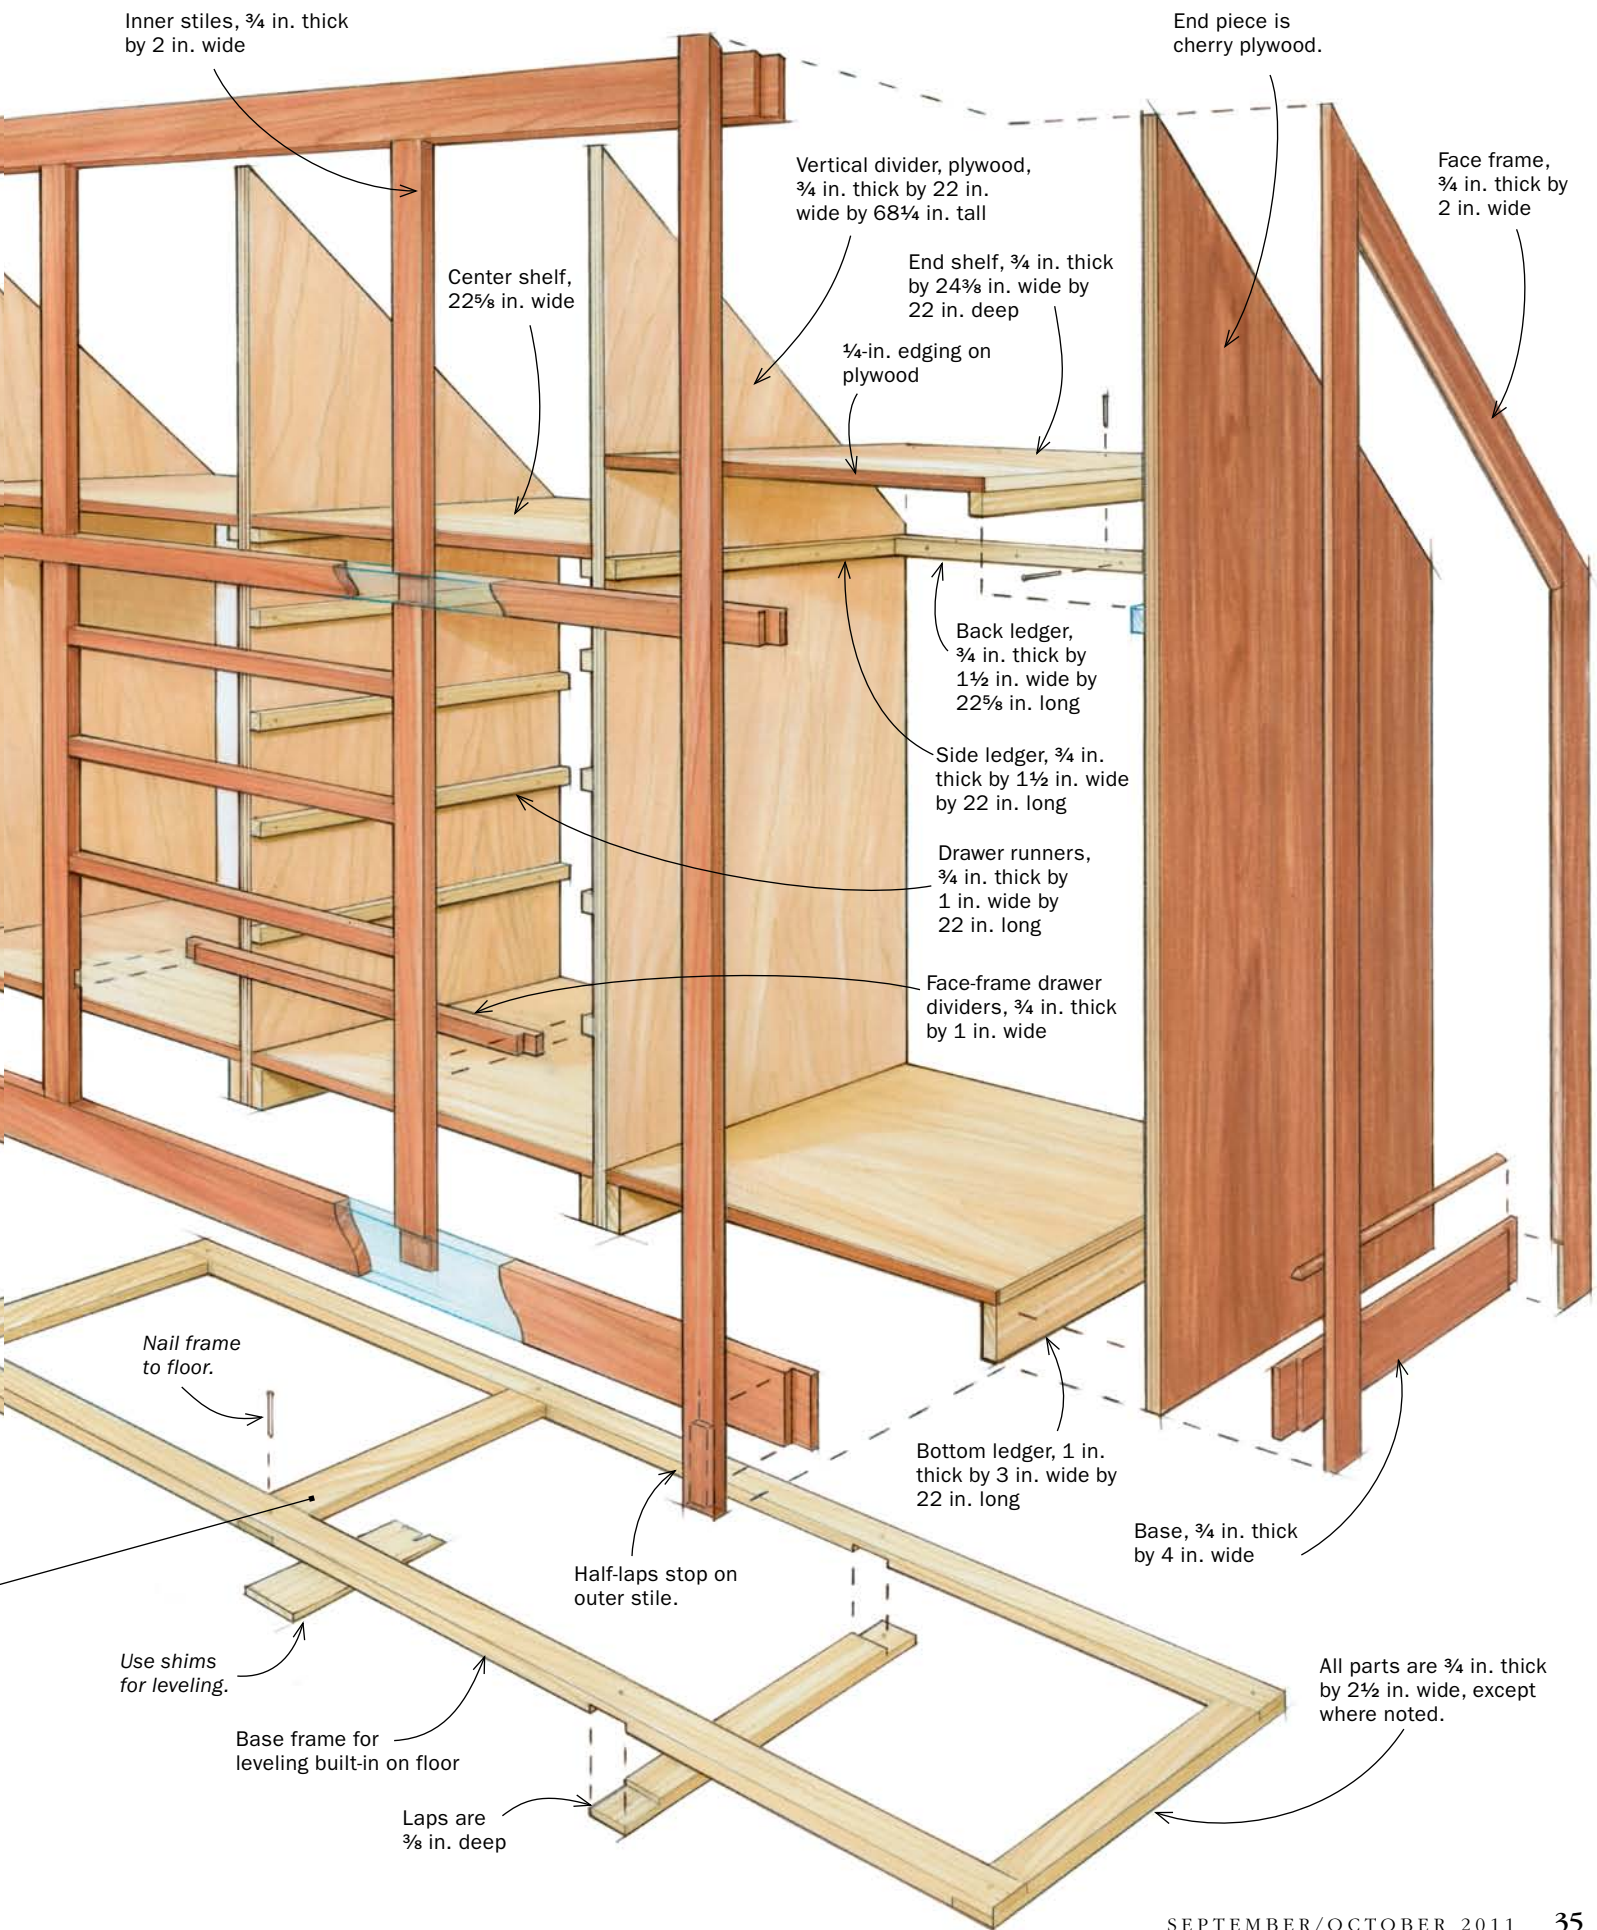 Inner stiles, ¾ in. thick
by 2 in. wide
End piece is
cherry plywood.
Vertical divider, plywood,
¾ in. thick by 22 in.
wide by 68¼ in. tall
Face frame,
¾ in. thick by
2 in. wide
Center shelf,
22⅝ in. wide
End shelf, ¾ in. thick
by 24⅜ in. wide by
22 in. deep
¼-in. edging on
plywood
Back ledger,
¾ in. thick by
1½ in. wide by
22⅝ in. long
Side ledger, ¾ in.
thick by 1½ in. wide
by 22 in. long
Drawer runners,
¾ in. thick by
1 in. wide by
22 in. long
Face-frame drawer
dividers, ¾ in. thick
by 1 in. wide
Nail frame
to floor.
Bottom ledger, 1 in.
thick by 3 in. wide by
22 in. long
Base, ¾ in. thick
by 4 in. wide
Half-laps stop on
outer stile.
Use shims
for leveling.
Base frame for
leveling built-in on floor
Laps are
⅜ in. deep
All parts are ¾ in. thick
by 2½ in. wide, except
where noted.
SEPTEMBER/OCTOBER 2011 35